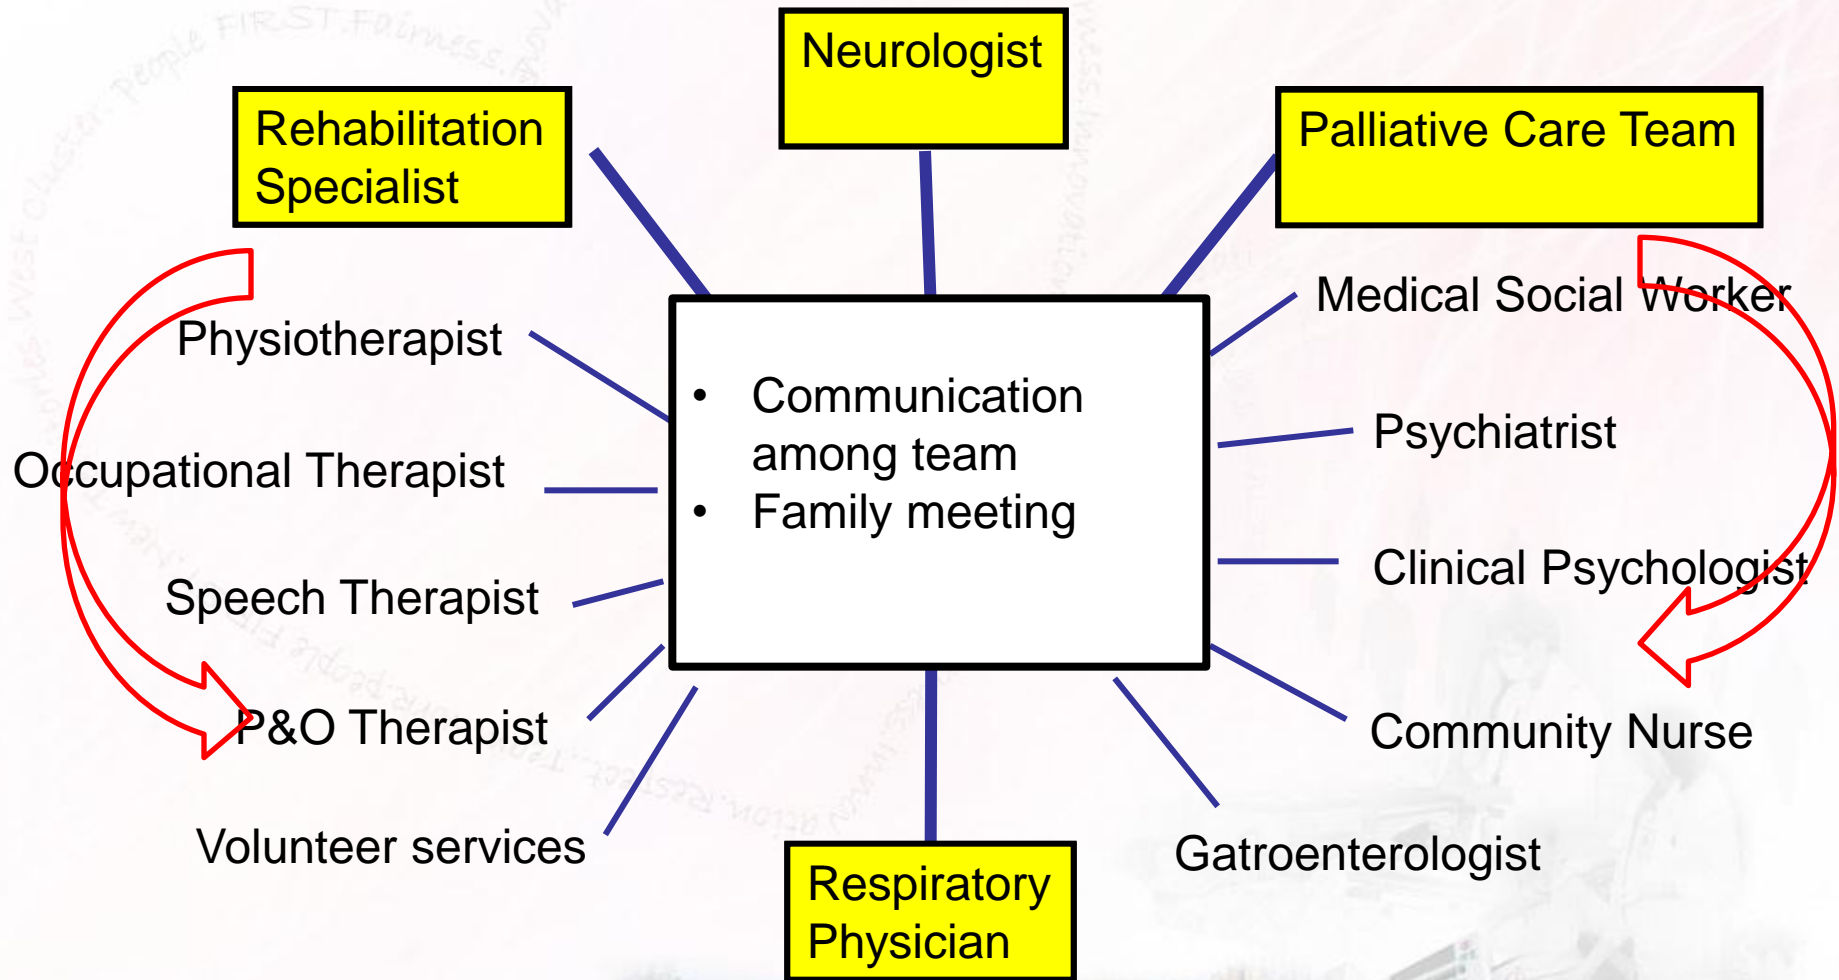 Neurologist
Rehabilitation
Specialist
Palliative Care Team
Physiotherapist
Occupational Therapist
Speech Therapist
P&O Therapist
Volunteer services
• Communication
among team
• Family meeting
Medical Social Worker
Psychiatrist
Clinical Psychologist
Community Nurse
Gatroenterologist
Respiratory
Physician